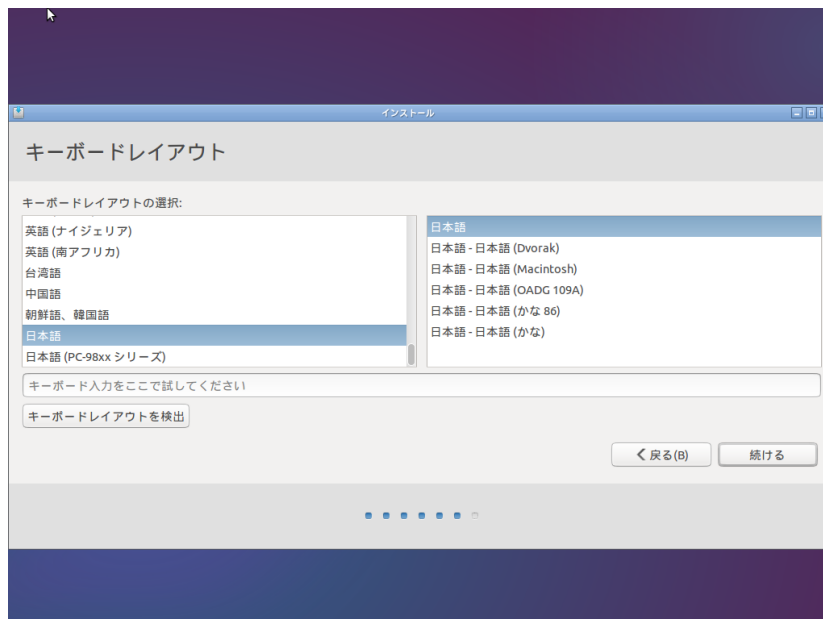 インストール
キーボードレイアウト
キーボードレイアウトの選択:
英語 (ナイジェリア)
英語 (南アフリカ)
台湾語
中国語
朝鮮語、韓国語
日本語
日本語 (PC-98xx シリーズ)
日本語
日本語 - 日本語 (Dvorak)
日本語 - 日本語 (Macintosh)
日本語 - 日本語 (OADG 109A)
日本語 - 日本語 (かな 86)
日本語 - 日本語 (かな)
キーボード入力をここで試してください
キーボードレイアウトを検出
戻る(B)
続ける